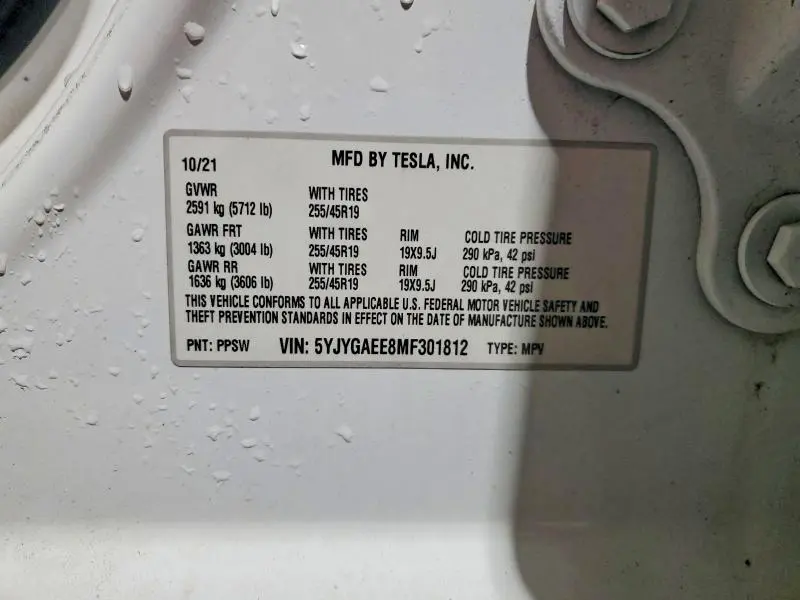 10/21 MFD BY TESLA, INC.
GVWR WITH TIRES
2591 kg (5712 lb) 255/45R19
GAWR FRT WITH TIRES RIM COLD TIRE PRESSURE
1363 kg (3004 lb) 255/45R19 19X9.5J 290 kPa, 42 psi
GAWR RR WITH TIRES RIM COLD TIRE PRESSURE
1636 kg (3606 lb) 255/45R19 19X9.5J 290 kPa, 42 psi
THIS VEHICLE CONFORMS TO ALL APPLICABLE U.S. FEDERAL MOTOR VEHICLE SAFETY AND
THEFT PREVENTION STANDARDS IN EFFECT ON THE DATE OF MANUFACTURE SHOWN ABOVE.
PNT: PPSW VIN: 5YJYGAEE8MF301812 TYPE: MPV